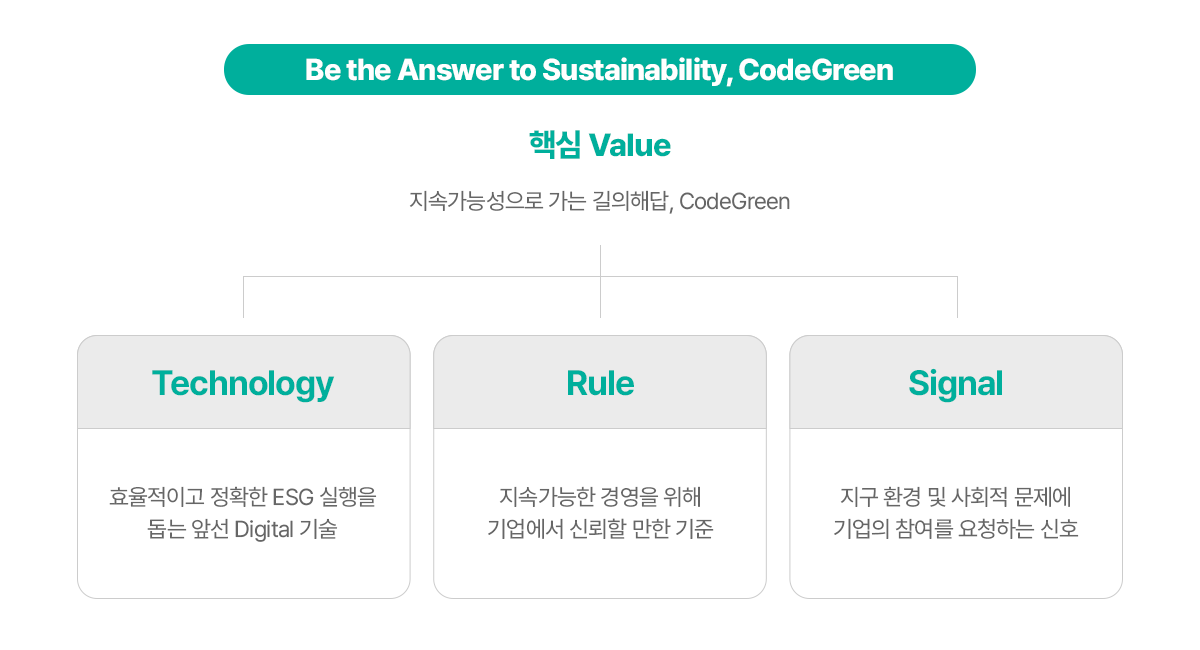 Be the Answer to Sustainability, CodeGreen
핵심 Value
지속가능성으로 가는 길의해답, CodeGreen
Technology
효율적이고 정확한 ESG 실행을
돕는 앞선 Digital 기술
Rule
지속가능한 경영을 위해
기업에서 신뢰할 만한 기준
Signal
지구 환경 및 사회적 문제에
기업의 참여를 요청하는 신호